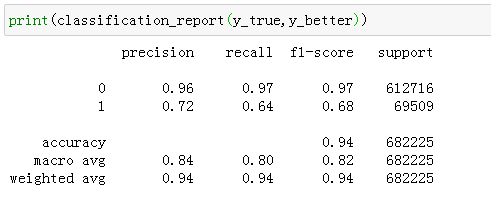 print(classification_report(y_true,y_better))
precision recall f1-score support
0 0.96 0.97 0.97 612716
1 0.72 0.64 0.68 69509
accuracy 0.94 682225
macro avg 0.84 0.80 0.82 682225
weighted avg 0.94 0.94 0.94 682225